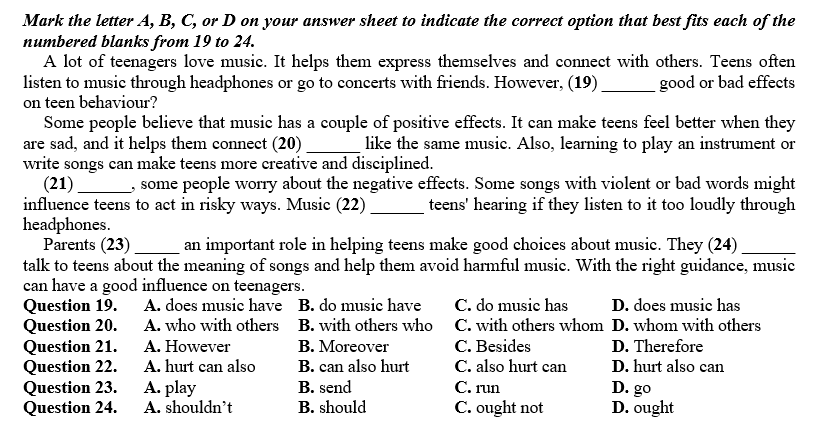 Mark the letter A, B, C, or D on your answer sheet to indicate the correct option that best fits each of the
numbered blanks from 19 to 24.
A lot of teenagers love music. It helps them express themselves and connect with others. Teens often
listen to music through headphones or go to concerts with friends. However, (19) ______ good or bad effects
on teen behaviour?
Some people believe that music has a couple of positive effects. It can make teens feel better when they
are sad, and it helps them connect (20) ______ like the same music. Also, learning to play an instrument or
write songs can make teens more creative and disciplined.
(21) ______, some people worry about the negative effects. Some songs with violent or bad words might
influence teens to act in risky ways. Music (22) ______ teens' hearing if they listen to it too loudly through
headphones.
Parents (23) _____ an important role in helping teens make good choices about music. They (24) ______
talk to teens about the meaning of songs and help them avoid harmful music. With the right guidance, music
can have a good influence on teenagers.
Question 19. A. does music have B. do music have C. do music has D. does music has
Question 20. A. who with others B. with others who C. with others whom D. whom with others
Question 21. A. However B. Moreover C. Besides D. Therefore
Question 22. A. hurt can also B. can also hurt C. also hurt can D. hurt also can
Question 23. A. play B. send C. run D. go
Question 24. A. shouldn't B. should C. ought not D. ought